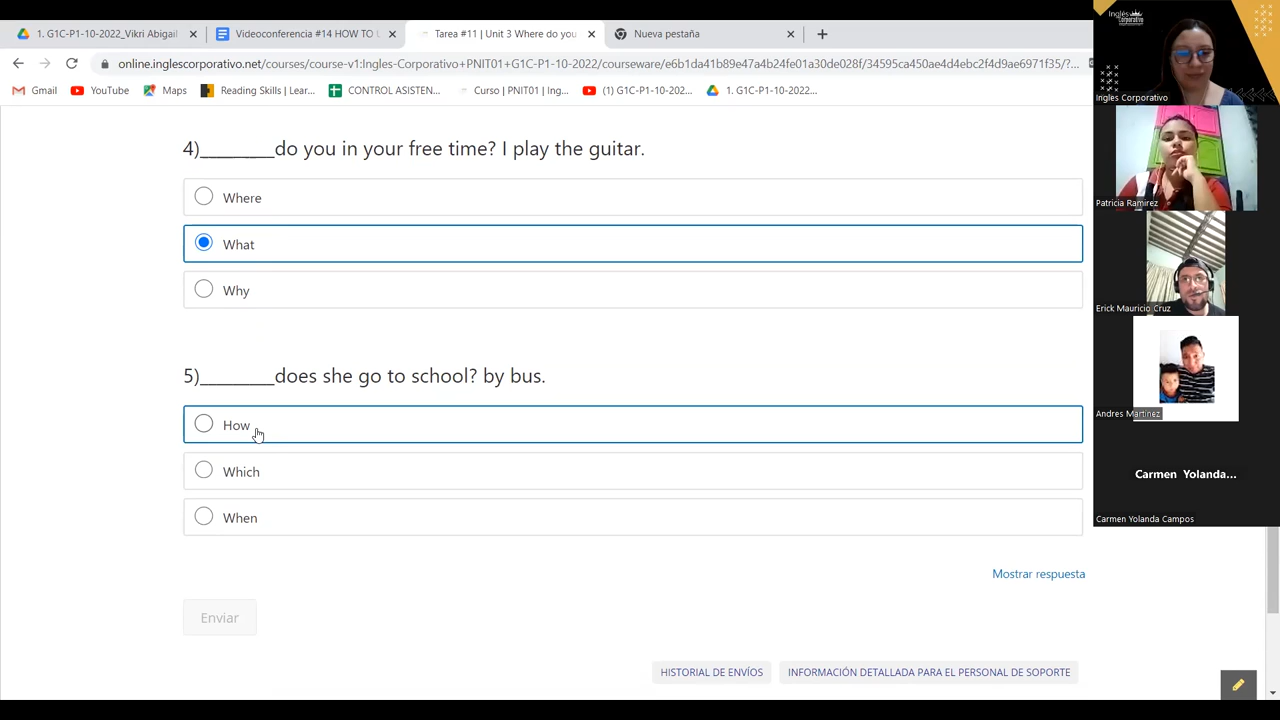 1. G1C-P1-10-2022_Vikri Abigail
Videoconferencia #14 HOW TO U
Tarea #11 | Unit 3 Where do you
Nueva pestaña
online.inglescorporativo.net/courses/course-v1:Ingles-Corporativo+PNIT01+G1C-P1-10-2022/courseware/e6b1da41b89e47a4b24fe01a30de028f/34595ca450ae4d4ebc2f4d9ae6971f35/?...
Gmail
YouTube
Maps
Reading Skills | Lear...
CONTROL ASISTEN...
Curso | PNIT01 | Ing...
(1) G1C-P1-10-2022...
1. G1C-P1-10-2022...
4)________do you in your free time? I play the guitar.
Where
What
Why
5)________does she go to school? by bus.
How
Which
When
Mostrar respuesta
Enviar
HISTORIAL DE ENVÍOS
INFORMACIÓN DETALLADA PARA EL PERSONAL DE SOPORTE
Inglés
Corporativo
Ingles Corporativo
Patricia Ramirez
Erick Mauricio Cruz
Andres Martinez
Carmen Yolanda...
Carmen Yolanda Campos